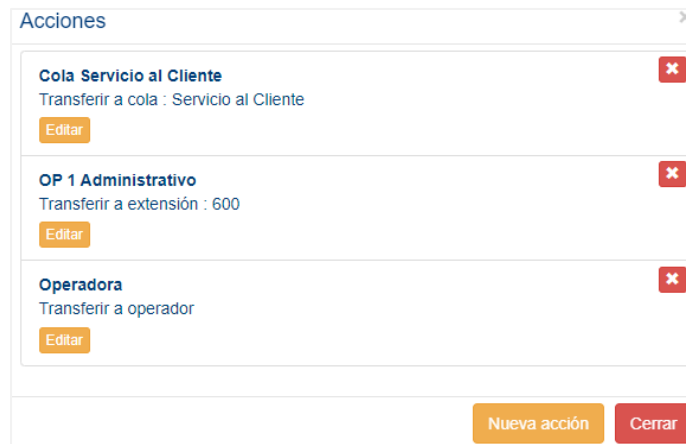 Acciones
Cola Servicio al Cliente
Transferir a cola : Servicio al Cliente
Editar
OP 1 Administrativo
Transferir a extensión : 600
Editar
Operadora
Transferir a operador
Editar
Nueva acción
Cerrar